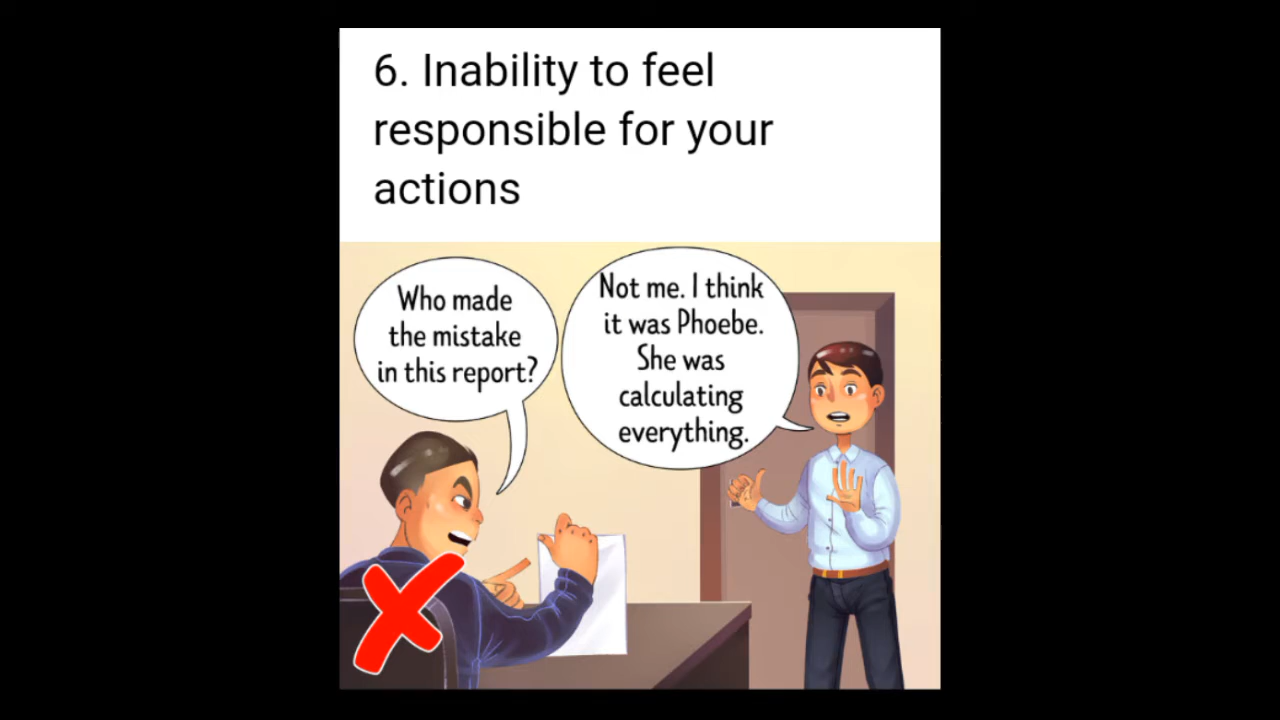 6. Inability to feel
responsible for your
actions
Who made
the mistake
in this report?
Not me. I think
it was Phoebe.
She was
calculating
everything.